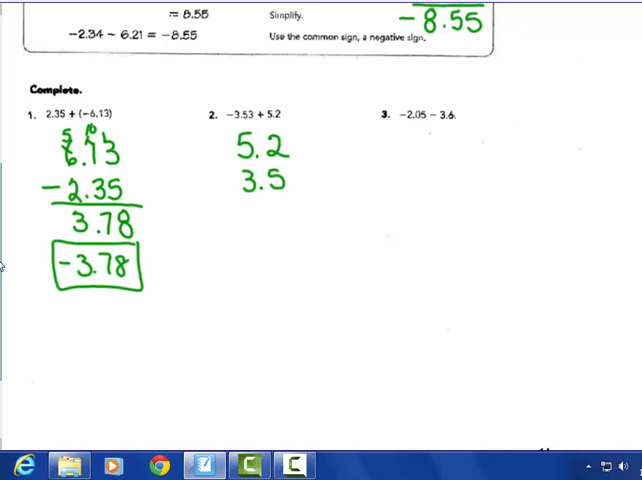 = 8.55 Simplify.
−8.55
−2.34 − 6.21 = −8.55 Use the common sign, a negative sign.
Complete.
1. 2.35 + (−6.13) 2. −3.53 + 5.2 3. −2.05 − 3.6
5 10 1
6.13 5.2
−2.35 3.5
3.78
−3.78